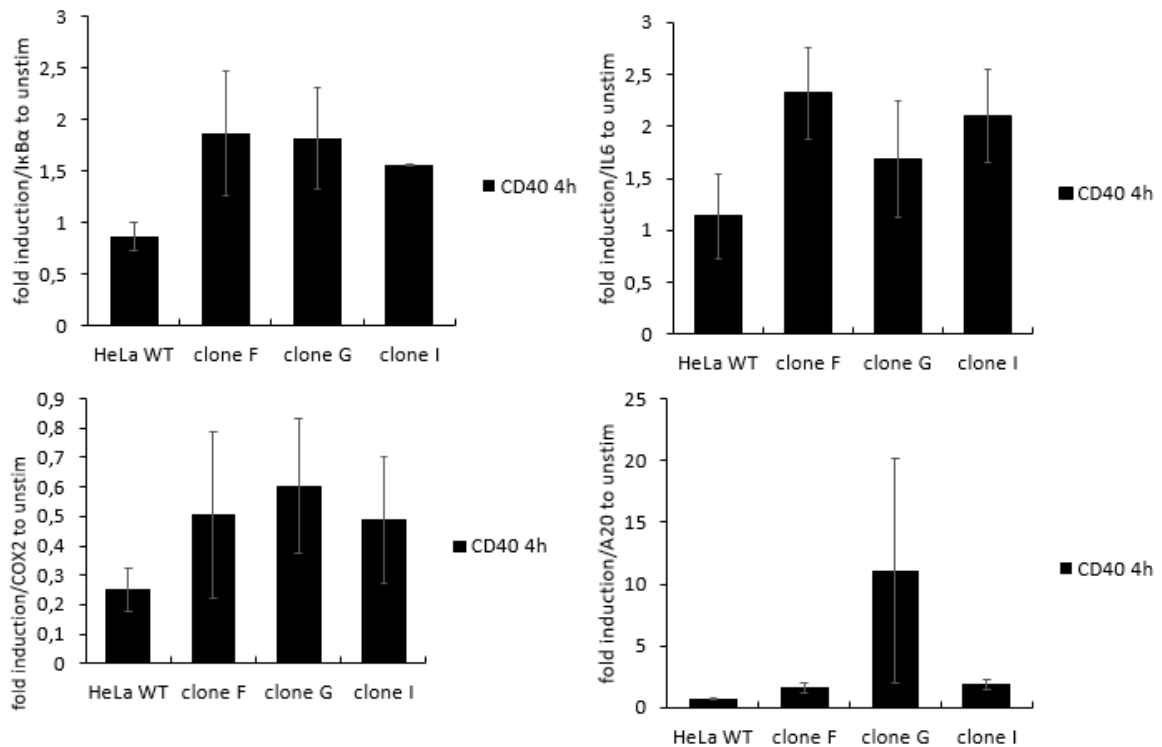 fold induction/IκBα to unstim
3
2,5
2
1,5
1
0,5
0
HeLa WT clone F clone G clone I
CD40 4h
fold induction/IL6 to unstim
3
2,5
2
1,5
1
0,5
0
HeLa WT clone F clone G clone I
CD40 4h
fold induction/COX2 to unstim
0,9
0,8
0,7
0,6
0,5
0,4
0,3
0,2
0,1
0
HeLa WT clone F clone G clone I
CD40 4h
fold induction/A20 to unstim
25
20
15
10
5
0
HeLa WT clone F clone G clone I
CD40 4h